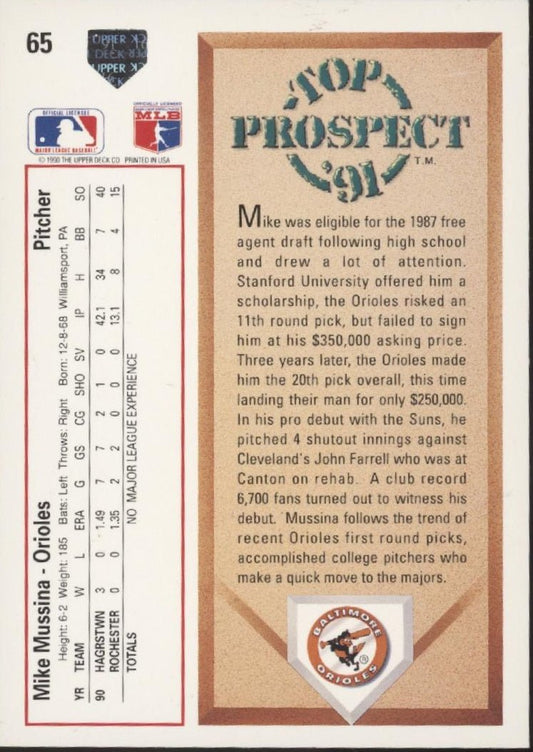 65
UPPER
DECK
UPPER
OFFICIAL LICENSEE
MAJOR LEAGUE BASEBALL
OFFICIALLY LICENSED
MLB
© 1990 THE UPPER DECK CO. PRINTED IN USA
TOP
PROSPECT
'91
T.M.
Mike was eligible for the 1987 free
agent draft following high school
and drew a lot of attention.
Stanford University offered him a
scholarship, the Orioles risked an
11th round pick, but failed to sign
him at his $350,000 asking price.
Three years later, the Orioles made
him the 20th pick overall, this time
landing their man for only $250,000.
In his pro debut with the Suns, he
pitched 4 shutout innings against
Cleveland's John Farrell who was at
Canton on rehab. A club record
6,700 fans turned out to witness his
debut. Mussina follows the trend of
recent Orioles first round picks,
accomplished college pitchers who
make a quick move to the majors.
BALTIMORE
ORIOLES
Mike Mussina - Orioles Pitcher
Height: 6-2 Weight: 185 Bats: Left Throws: Right Born: 12-8-68 Williamsport, PA
YR TEAM W L ERA G GS CG SHO SV IP H BB SO
90 HAGRSTWN 3 0 1.49 7 7 2 1 0 42.1 34 7 40
ROCHESTER 0 0 1.35 2 2 0 0 0 13.1 8 4 15
TOTALS NO MAJOR LEAGUE EXPERIENCE